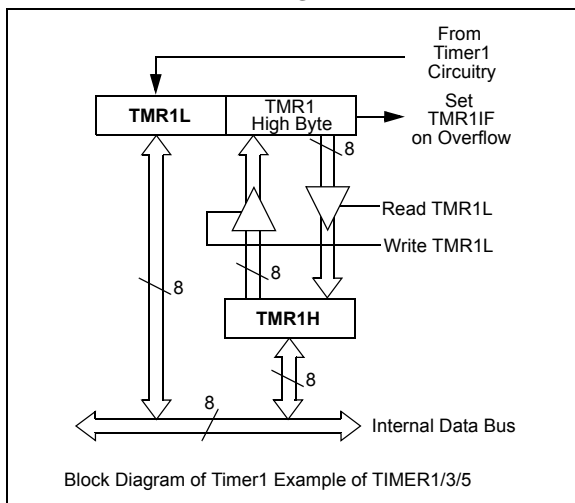 From
Timer1
Circuitry
TMR1L
TMR1
High Byte
Set
TMR1IF
on Overflow
8
Read TMR1L
Write TMR1L
8
8
TMR1H
8
8
Internal Data Bus
Block Diagram of Timer1 Example of TIMER1/3/5